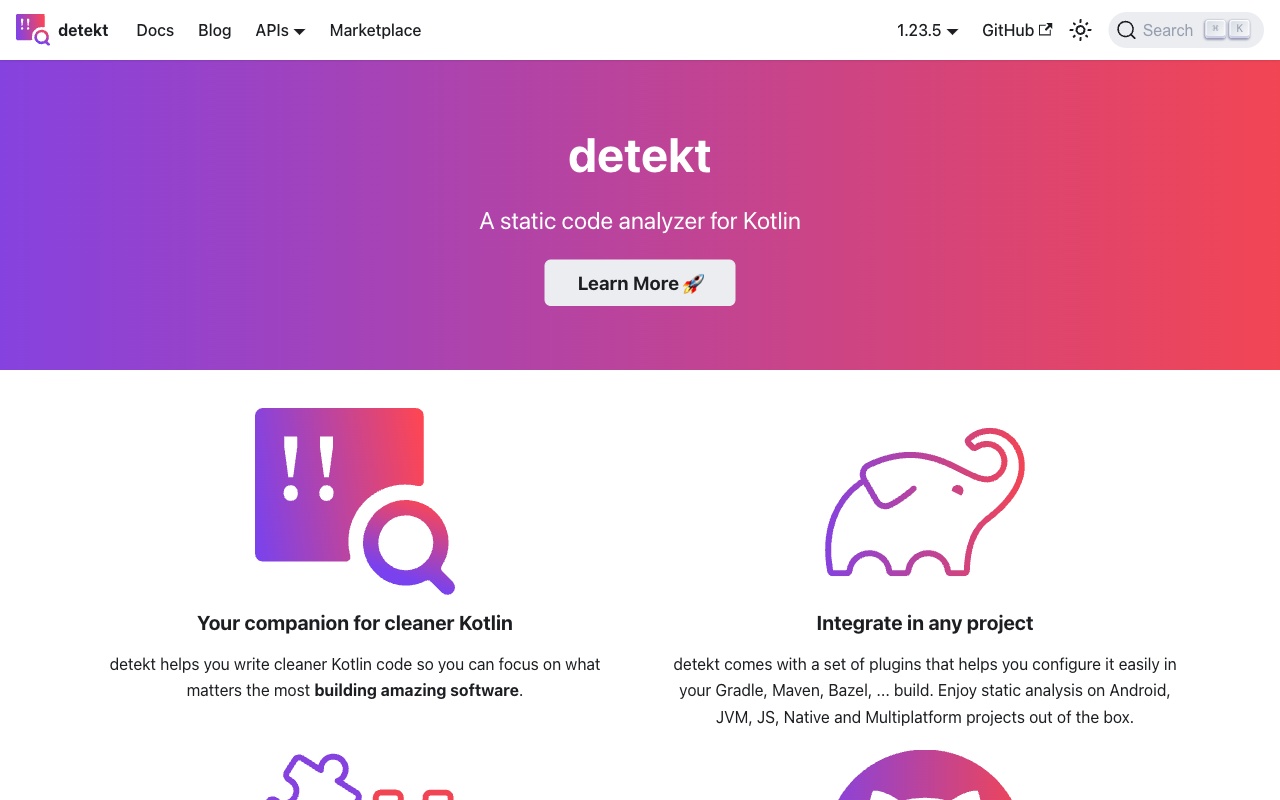 detekt Docs Blog APIs Marketplace 1.23.5 GitHub Search ⌘ K
detekt
A static code analyzer for Kotlin
Learn More 🚀
!!
Your companion for cleaner Kotlin
detekt helps you write cleaner Kotlin code so you can focus on what
matters the most building amazing software.
Integrate in any project
detekt comes with a set of plugins that helps you configure it easily in
your Gradle, Maven, Bazel, ... build. Enjoy static analysis on Android,
JVM, JS, Native and Multiplatform projects out of the box.